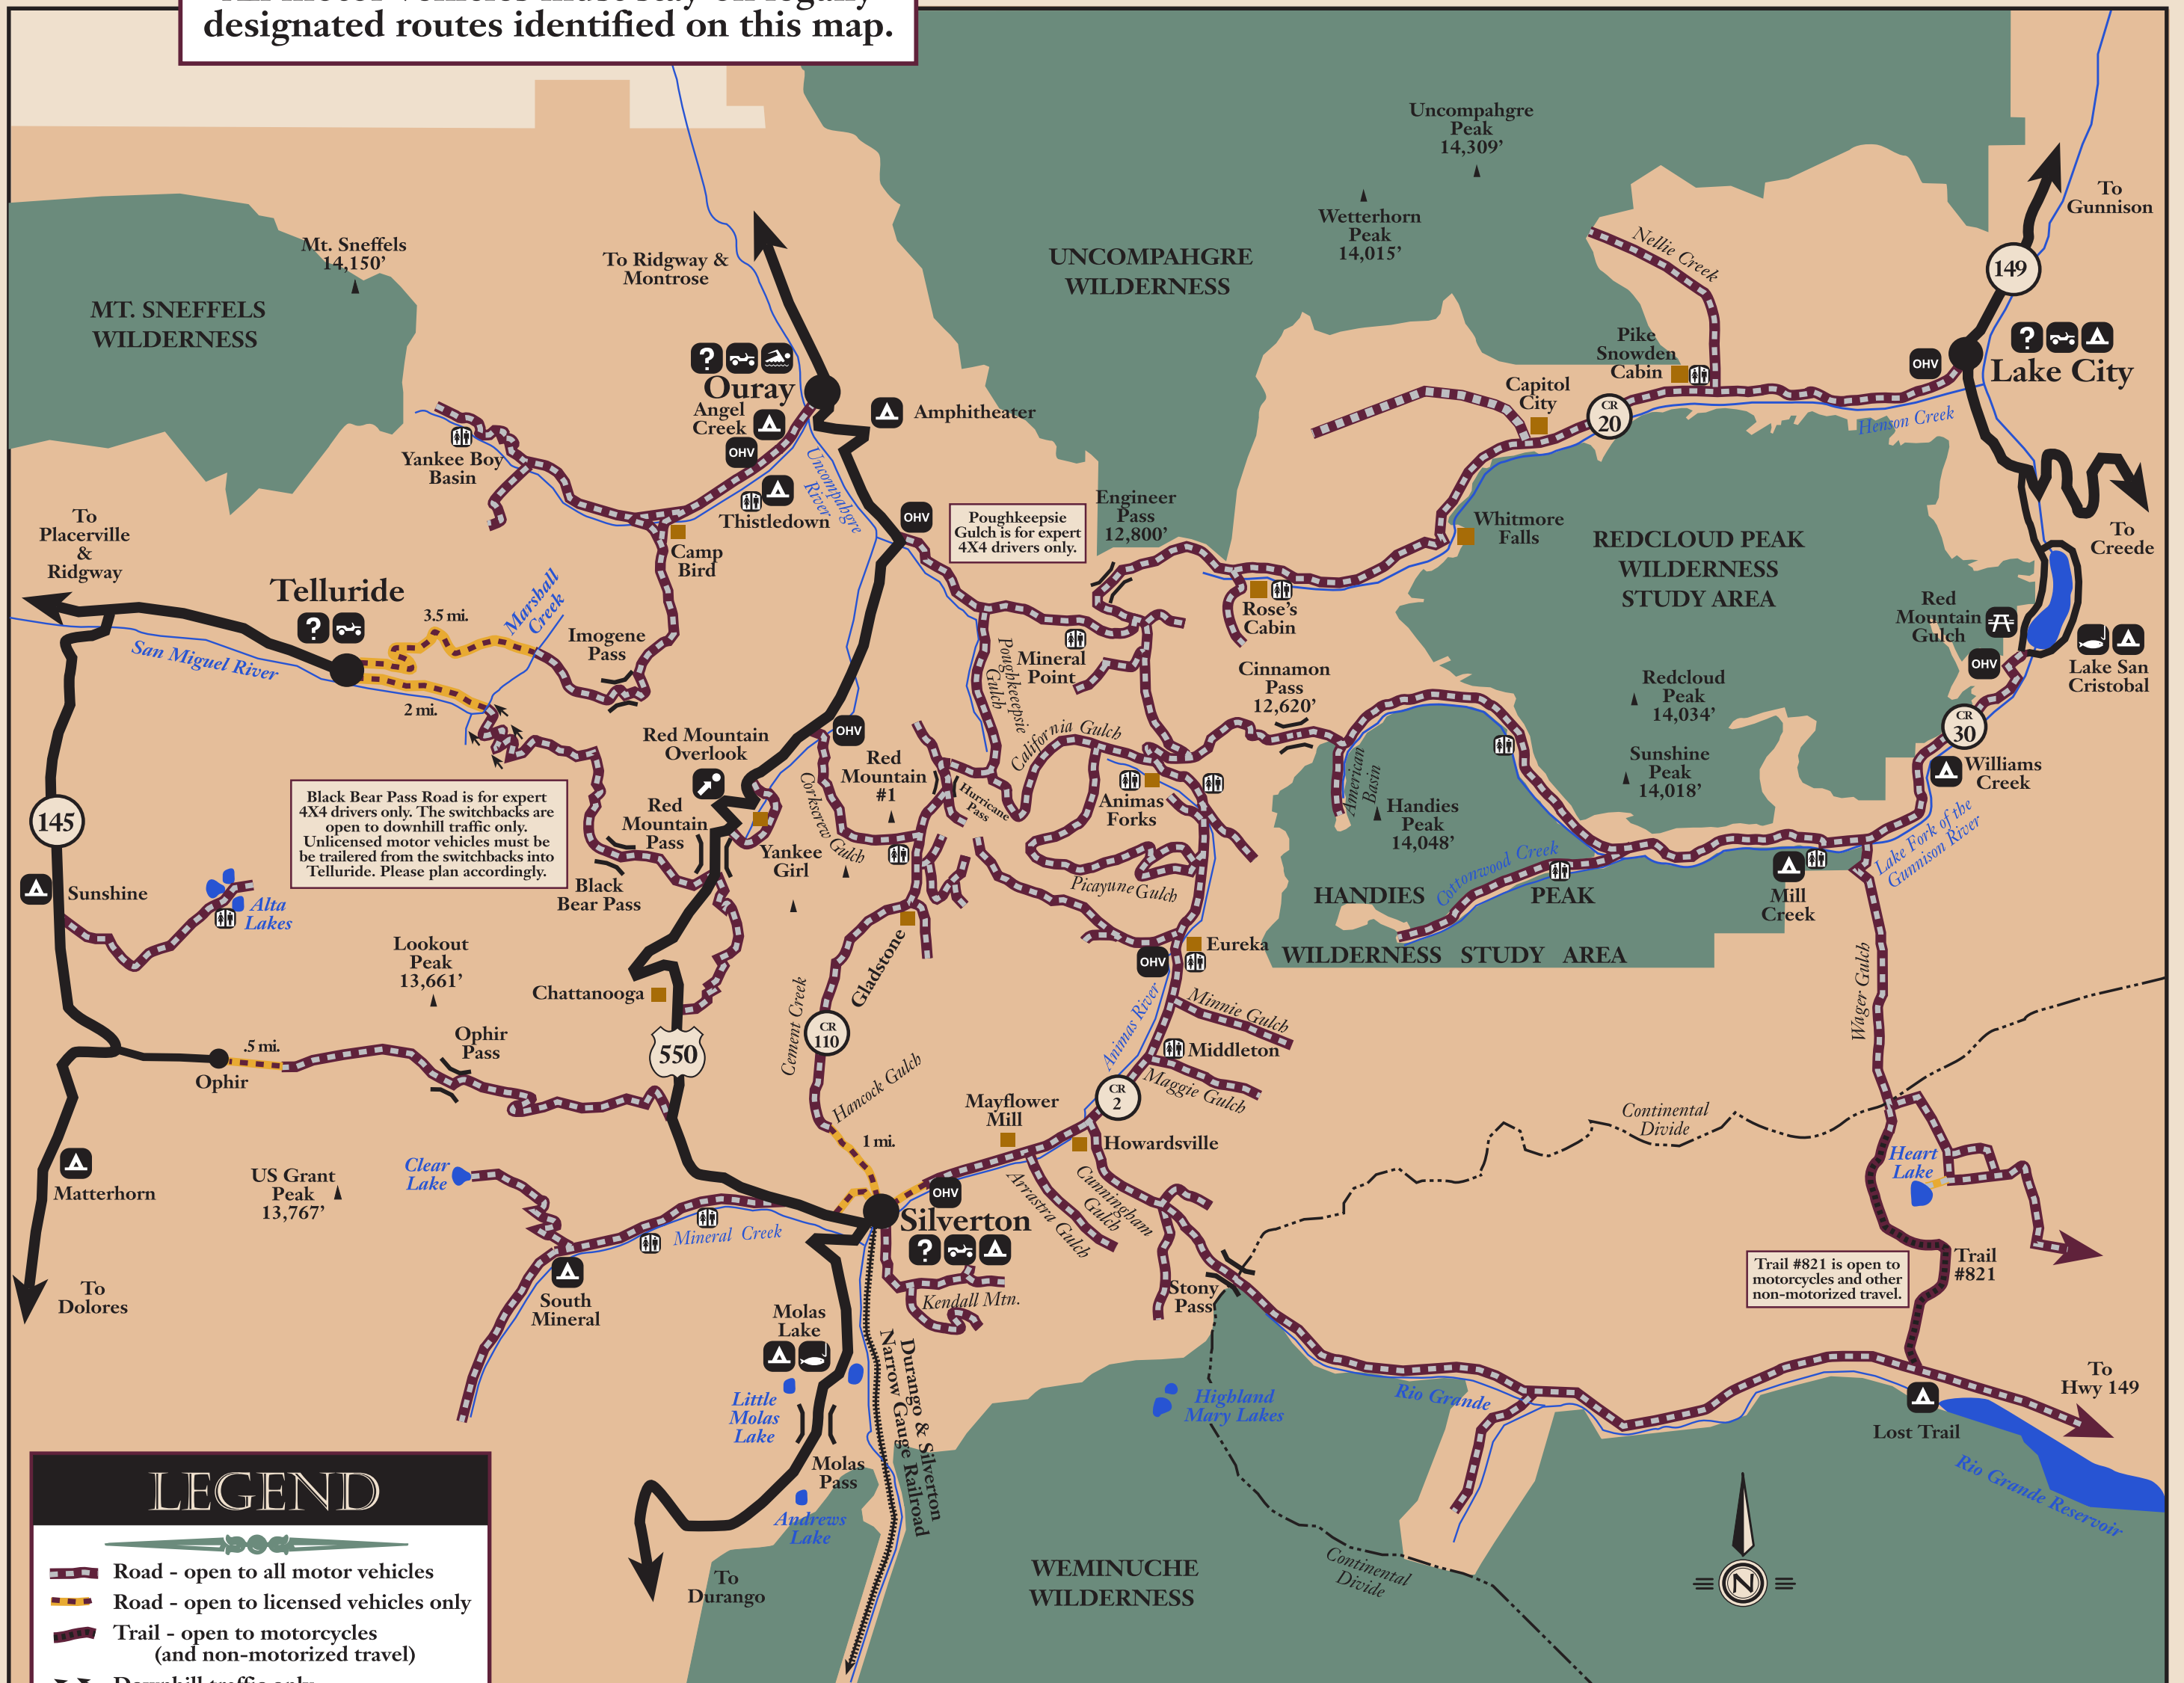 designated routes identified on this map.
Uncompahgre
Peak
14,309’
To
Gunnison
Wetterhorn
Peak
14,015’
Nellie Creek
Mt. Sneffels
14,150’
To Ridgway &
Montrose
UNCOMPAHGRE
WILDERNESS
149
MT. SNEFFELS
WILDERNESS
Pike
Snowden
Cabin
OHV
?
Lake City
?
Ouray
Angel
Creek
OHV
Amphitheater
Capitol
City
CR
20
Henson Creek
Yankee Boy
Basin
Uncompahgre
River
Thistledown
Camp
Bird
OHV
Poughkeepsie
Gulch is for expert
4X4 drivers only.
Engineer
Pass
12,800’
Whitmore
Falls
REDCLOUD PEAK
WILDERNESS
STUDY AREA
To
Creede
To
Placerville
&
Ridgway
Telluride
?
3.5 mi.
Marshall
Creek
Imogene
Pass
San Miguel River
2 mi.
Rose’s
Cabin
Mineral
Point
Poughkeepsie
Gulch
Red
Mountain
Gulch
OHV
Lake San
Cristobal
Cinnamon
Pass
12,620’
Redcloud
Peak
14,034’
Red Mountain
Overlook
OHV
Red
Mountain
#1
California Gulch
CR
30
Sunshine
Peak
14,018’
Williams
Creek
Corkscrew Gulch
Hurricane
Pass
Animas
Forks
American
Basin
Handies
Peak
14,048’
Lake Fork of the
Gunnison River
Black Bear Pass Road is for expert
4X4 drivers only. The switchbacks are
open to downhill traffic only.
Unlicensed motor vehicles must be
be trailered from the switchbacks into
Telluride. Please plan accordingly.
Red
Mountain
Pass
145
Yankee
Girl
Sunshine
Alta
Lakes
Black
Bear Pass
Picayune Gulch
Cottonwood Creek
HANDIES PEAK
WILDERNESS STUDY AREA
Mill
Creek
Lookout
Peak
13,661’
Gladstone
Eureka
OHV
Wager Gulch
Chattanooga
Cement Creek
CR
110
Animas River
Minnie Gulch
550
Ophir
Pass
.5 mi.
Ophir
Middleton
Maggie Gulch
CR
2
Hancock Gulch
Mayflower
Mill
1 mi.
Howardsville
Continental
Divide
Heart
Lake
Clear
Lake
US Grant
Peak
13,767’
Matterhorn
OHV
Silverton
?
Arrastra Gulch
Cunningham
Gulch
Mineral Creek
Trail #821 is open to
motorcycles and other
non-motorized travel.
Trail
#821
To
Dolores
South
Mineral
Kendall Mtn.
Stony
Pass
Molas
Lake
Durango & Silverton
Narrow Gauge Railroad
Little
Molas
Lake
Highland
Mary Lakes
Rio Grande
To
Hwy 149
Lost Trail
Rio Grande Reservoir
Molas
Pass
Andrews
Lake
To
Durango
WEMINUCHE
WILDERNESS
Continental
Divide
N
LEGEND
Road - open to all motor vehicles
Road - open to licensed vehicles only
Trail - open to motorcycles
(and non-motorized travel)